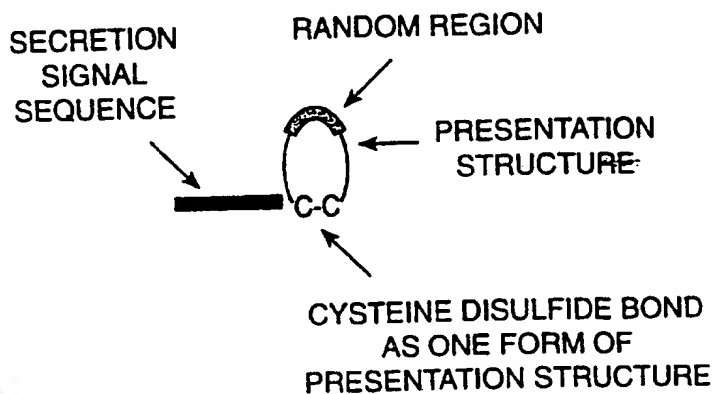 SECRETION
SIGNAL
SEQUENCE
RANDOM REGION
PRESENTATION
STRUCTURE
C-C
CYSTEINE DISULFIDE BOND
AS ONE FORM OF
PRESENTATION STRUCTURE